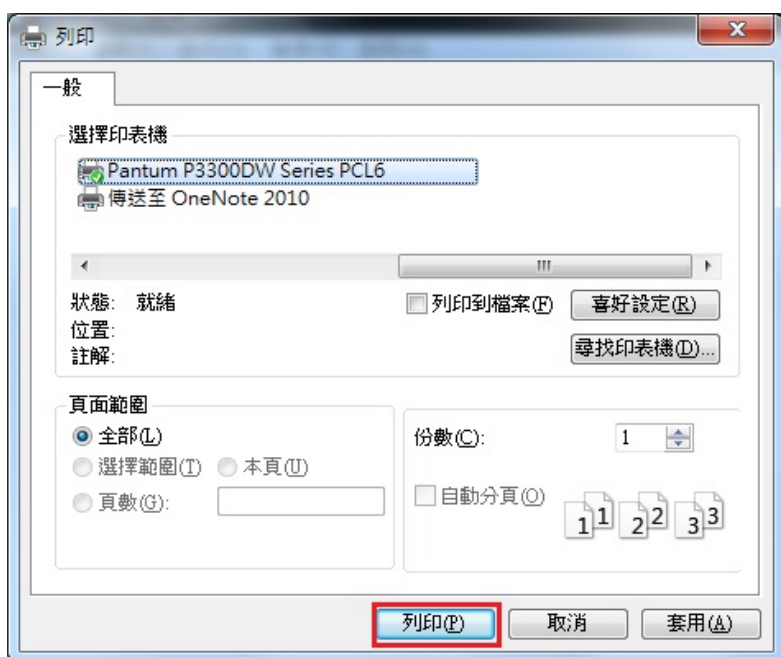 列印
一般
選擇印表機
Pantum P3300DW Series PCL6
傳送至 OneNote 2010
狀態: 就緒
列印到檔案(F)
喜好設定(R)
位置:
註解:
尋找印表機(D)...
頁面範圍
全部(L)
選擇範圍(T) 本頁(U)
頁數(G):
份數(C): 1
自動分頁(O)
1 1 2 2 3 3
列印(P) 取消 套用(A)